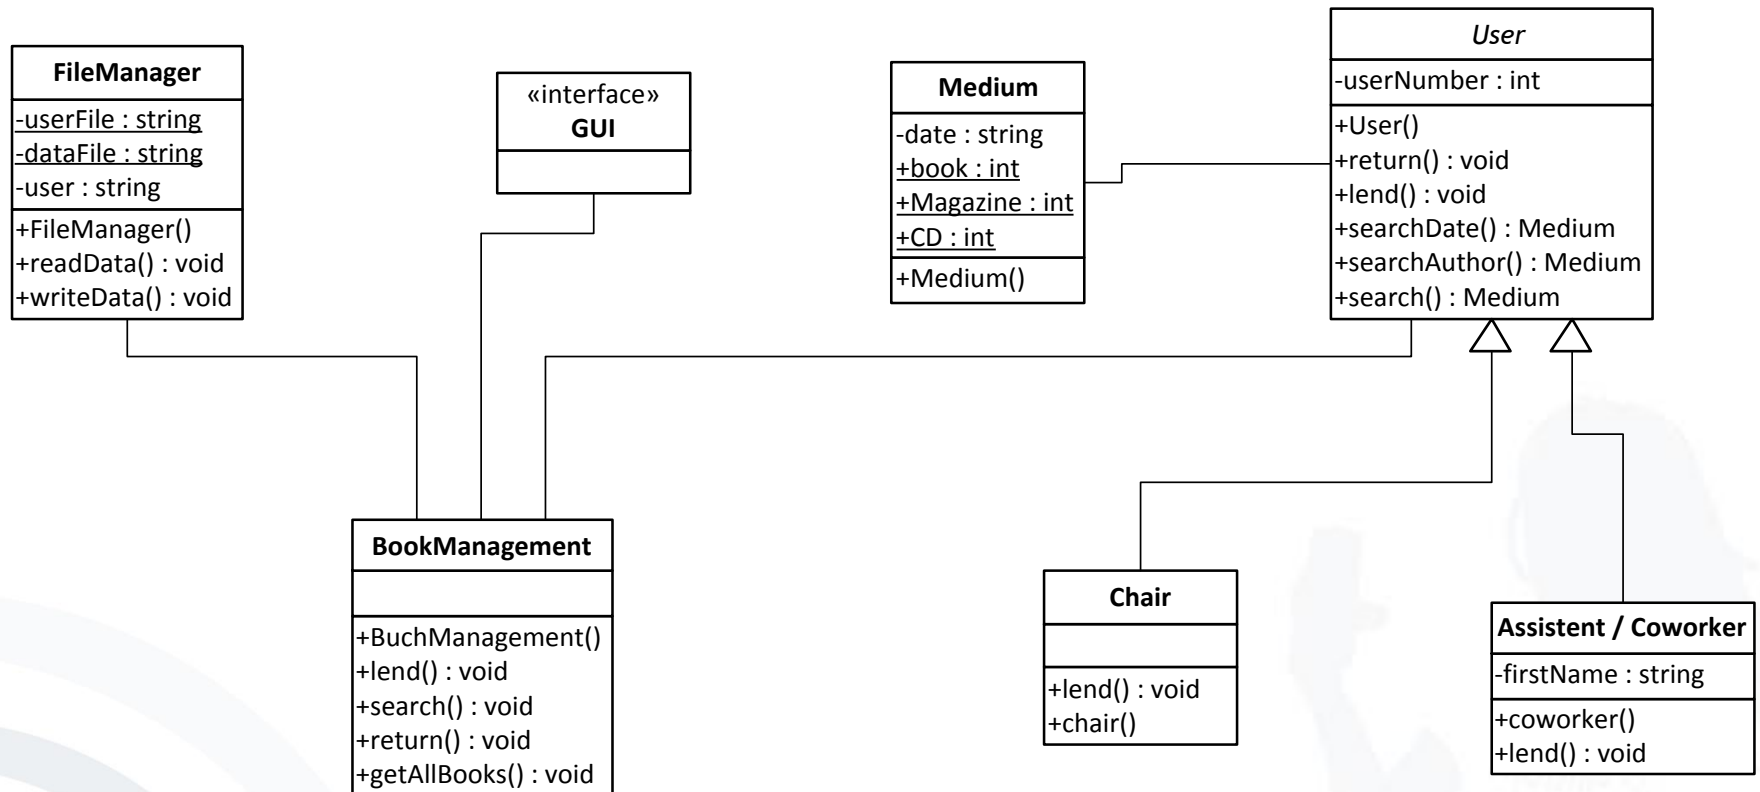 FileManager
-userFile : string
-dataFile : string
-user : string
+FileManager()
+readData() : void
+writeData() : void
«interface»
GUI
Medium
-date : string
+book : int
+Magazine : int
+CD : int
+Medium()
User
-userNumber : int
+User()
+return() : void
+lend() : void
+searchDate() : Medium
+searchAuthor() : Medium
+search() : Medium
BookManagement
+BuchManagement()
+lend() : void
+search() : void
+return() : void
+getAllBooks() : void
Chair
+lend() : void
+chair()
Assistent / Coworker
-firstName : string
+coworker()
+lend() : void